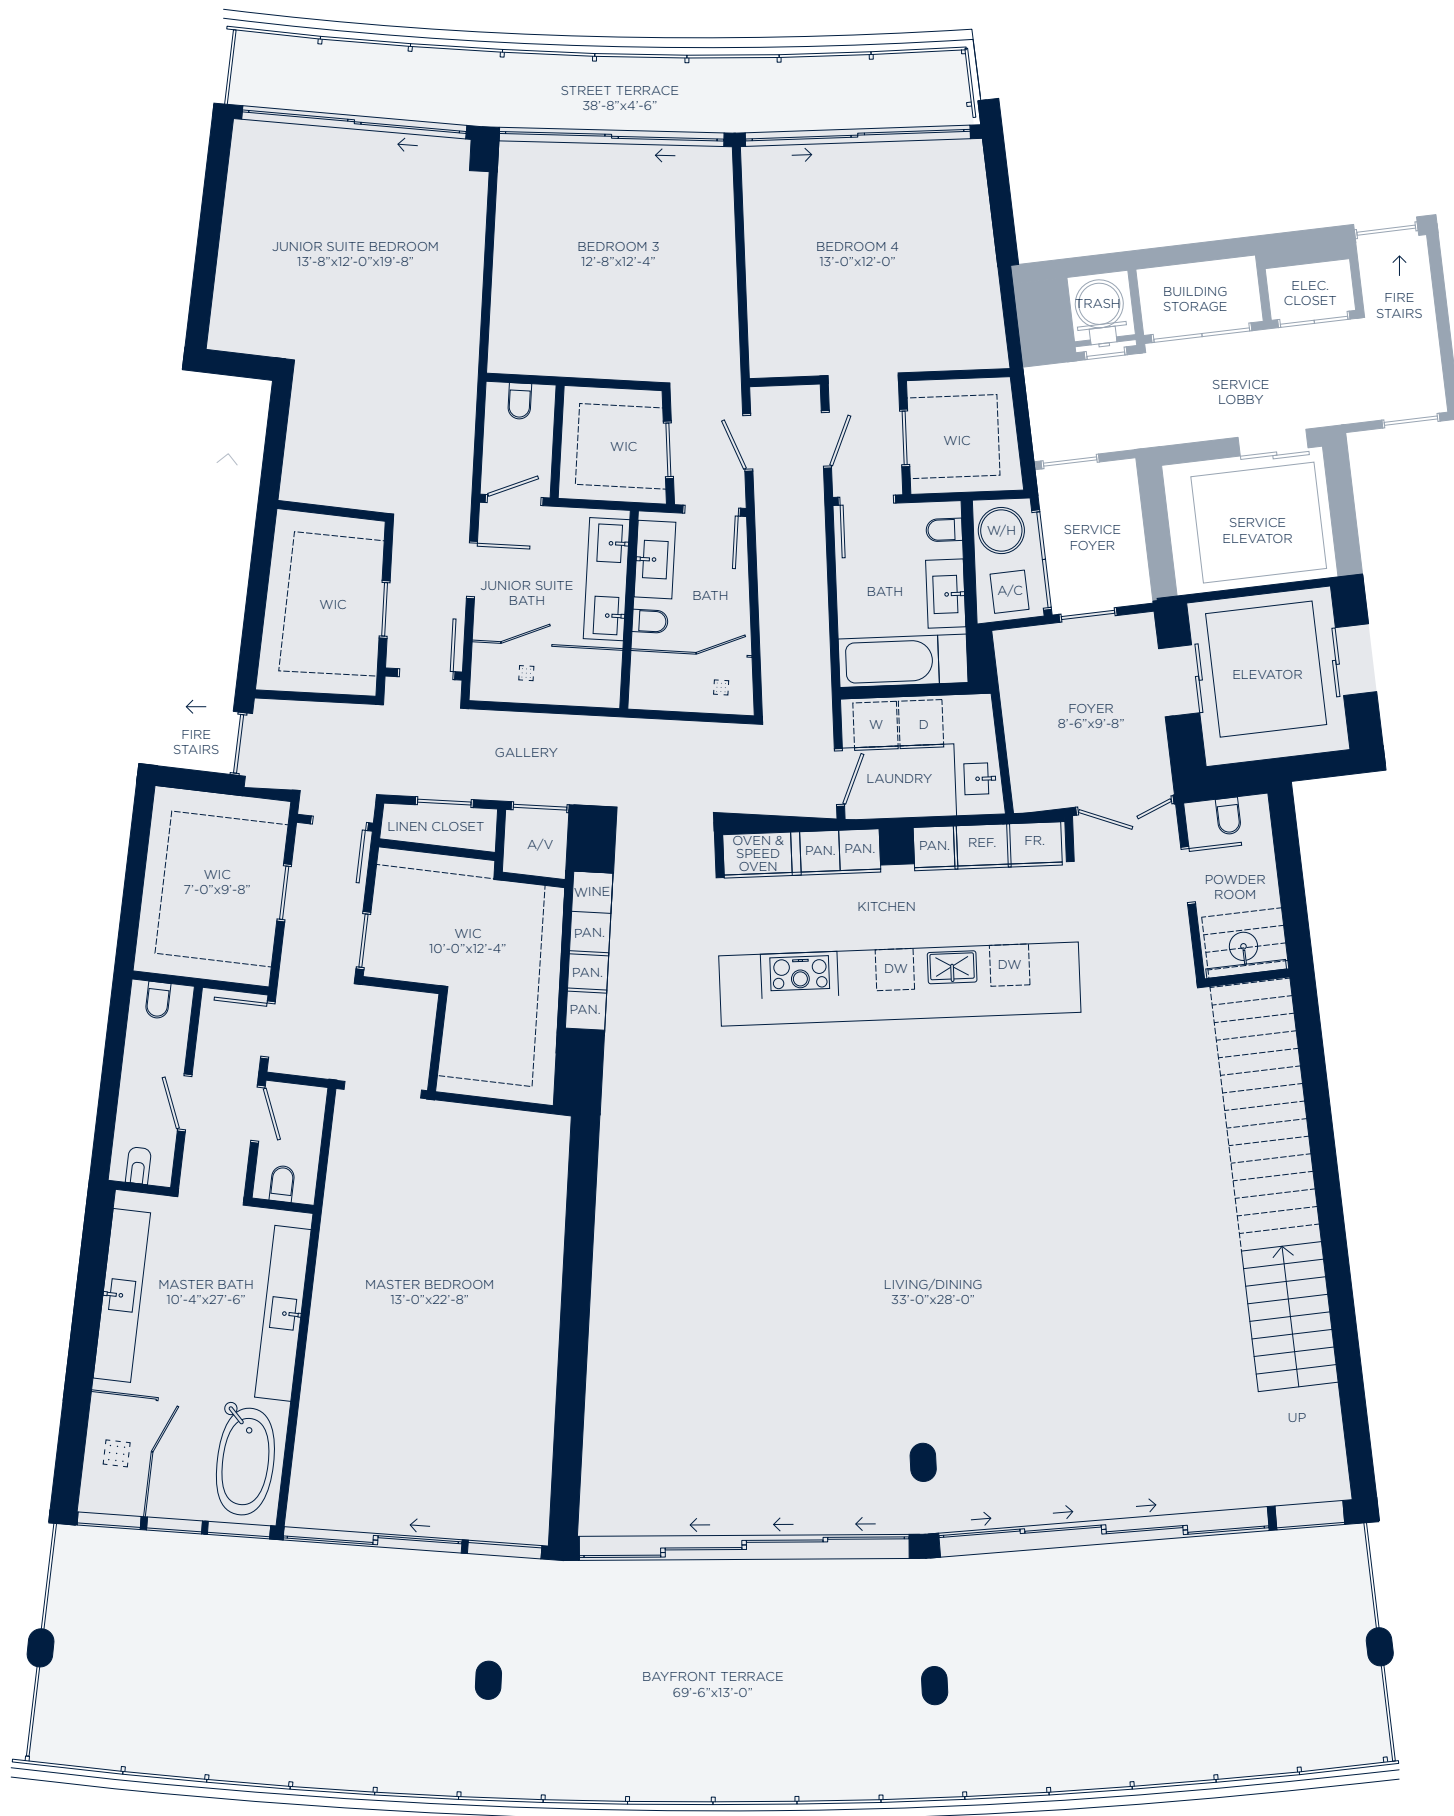 STREET TERRACE
38'-8"x4'-6"
JUNIOR SUITE BEDROOM
13'-8"x12'-0"x19'-8"
BEDROOM 3
12'-8"x12'-4"
BEDROOM 4
13'-0"x12'-0"
TRASH
BUILDING
STORAGE
ELEC.
CLOSET
FIRE
STAIRS
SERVICE
LOBBY
WIC
WIC
SERVICE
FOYER
SERVICE
ELEVATOR
W/H
A/C
WIC
JUNIOR SUITE
BATH
BATH
BATH
ELEVATOR
FOYER
8'-6"x9'-8"
FIRE
STAIRS
GALLERY
W
D
LAUNDRY
LINEN CLOSET
A/V
OVEN &
SPEED
OVEN
PAN.
PAN.
PAN.
REF.
FR.
WIC
7'-0"x9'-8"
WINE
PAN.
PAN.
PAN.
WIC
10'-0"x12'-4"
KITCHEN
POWDER
ROOM
DW
DW
MASTER BATH
10'-4"x27'-6"
MASTER BEDROOM
13'-0"x22'-8"
LIVING/DINING
33'-0"x28'-0"
UP
BAYFRONT TERRACE
69'-6"x13'-0"